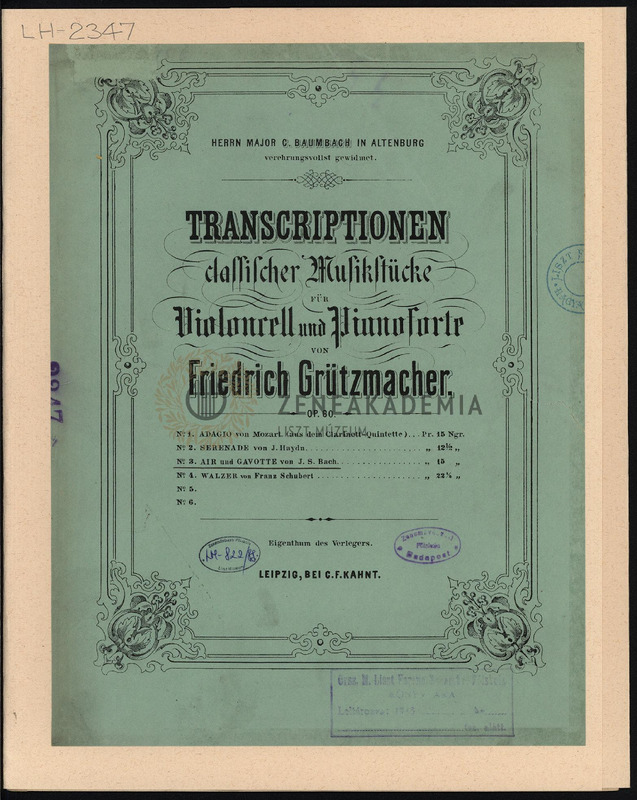 LH-2347
HERRN MAJOR C. BAUMBACH IN ALTENBURG
verehrungsvollst gewidmet.
TRANSCRIPTIONEN
classischer Musikstücke
FÜR
Violoncell und Pianoforte
VON
Friedrich Grützmacher.
OP. 60.
ZENEAKADEMIA
LISZT MÚZEUM
No 1. ADAGIO von Mozart (aus dem Clarinett-Quintette) . . . Pr. 15 Ngr.
No 2. SERENADE von J. Haydn. „ 12½ „
No 3. AIR und GAVOTTE von J. S. Bach. „ 15 „
No 4. WALZER von Franz Schubert „ 22½ „
No 5.
No 6.
Eigenthum des Verlegers.
LEIPZIG, BEI C. F. KAHNT.
Budapest
LISZT
2347